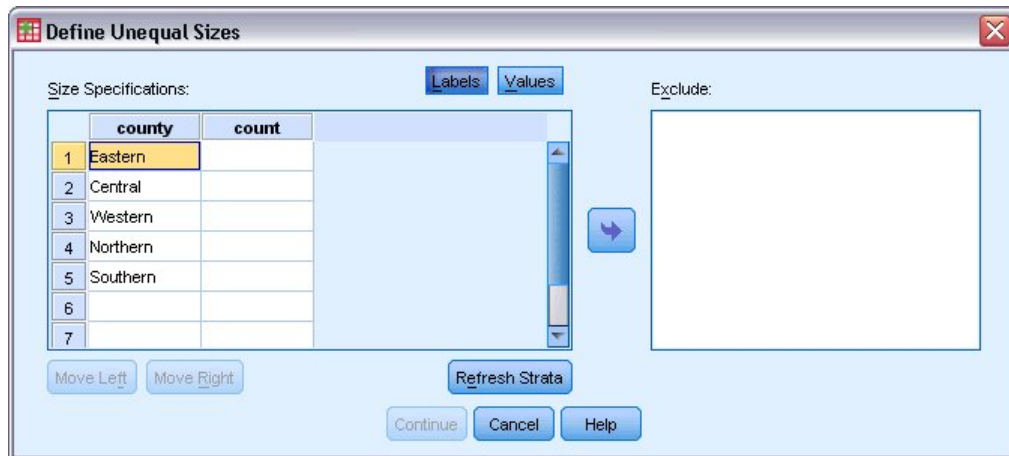 Define Unequal Sizes
Size Specifications:
Labels
Values
Exclude:
county count
1 Eastern
2 Central
3 Western
4 Northern
5 Southern
6
7
Move Left
Move Right
Refresh Strata
Continue
Cancel
Help